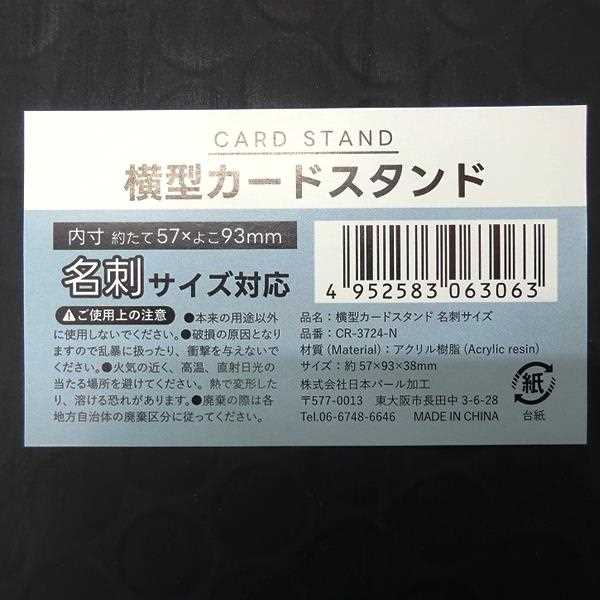 CARD STAND
横型カードスタンド
内寸 約たて57×よこ93mm
名刺サイズ対応
⚠ご使用上の注意 ●本来の用途以外
に使用しないでください。●破損の原因となり
ますので乱暴に扱ったり、衝撃を与えないで
ください。●火気の近く、高温、直射日光の
当たる場所を避けてください。熱で変形した
り、溶ける恐れがあります。●廃棄の際は各
地方自治体の廃棄区分に従ってください。
4 952583 063063
品名：横型カードスタンド 名刺サイズ
品番：CR-3724-N
材質 (Material)：アクリル樹脂 (Acrylic resin)
サイズ：約 57×93×38mm
株式会社日本パール加工
〒577-0013 東大阪市長田中 3-6-28
Tel.06-6748-6646 MADE IN CHINA
紙
台紙